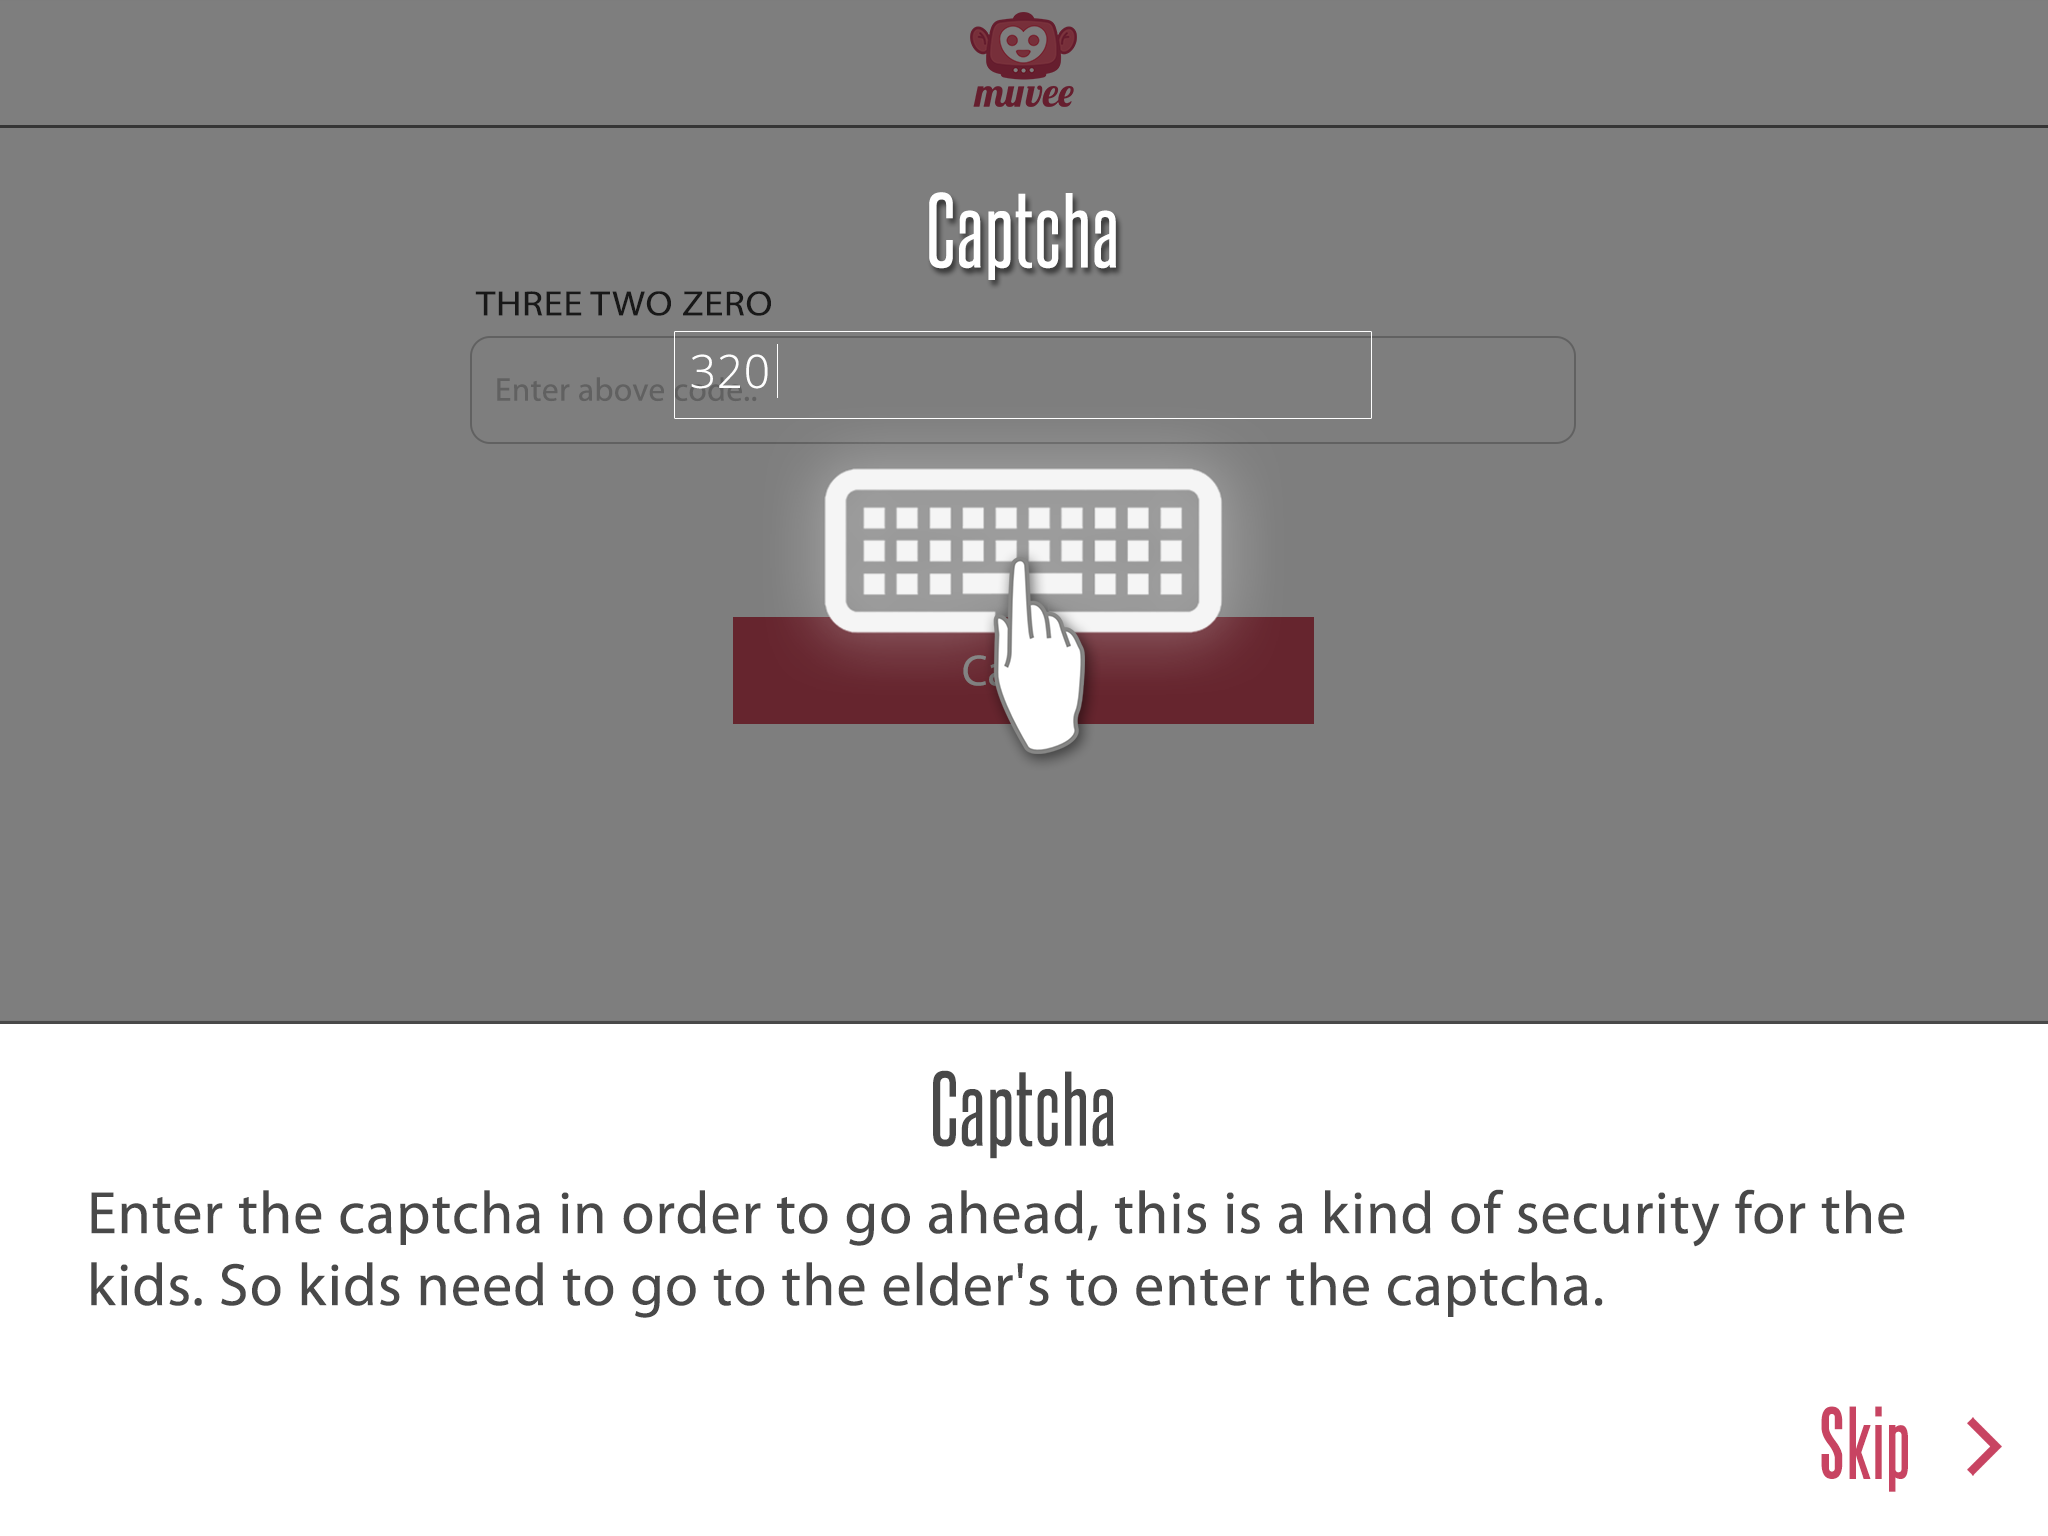 muvee
Captcha
THREE TWO ZERO
320
Enter above code..
Captcha
Enter the captcha in order to go ahead, this is a kind of security for the
kids. So kids need to go to the elder's to enter the captcha.
Skip